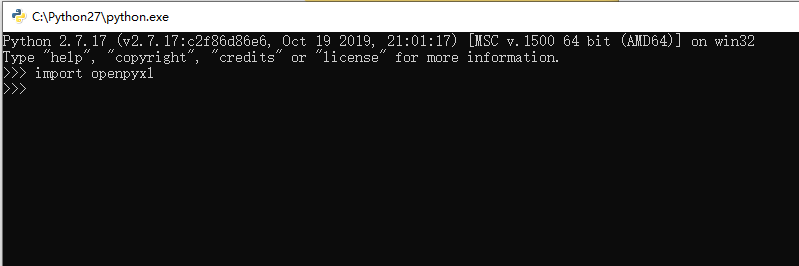 C:\Python27\python.exe
Python 2.7.17 (v2.7.17:c2f86d86e6, Oct 19 2019, 21:01:17) [MSC v.1500 64 bit (AMD64)] on win32
Type "help", "copyright", "credits" or "license" for more information.
>>> import openpyxl
>>>